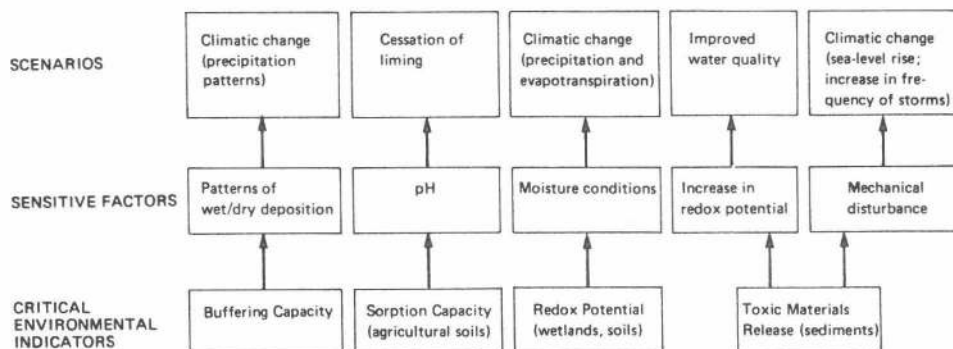 SCENARIOS
Climatic change
(precipitation
patterns)
Cessation of
liming
Climatic change
(precipitation and
evapotranspiration)
Improved
water quality
Climatic change
(sea-level rise;
increase in fre-
quency of storms)
SENSITIVE FACTORS
Patterns of
wet/dry deposition
pH
Moisture conditions
Increase in
redox potential
Mechanical
disturbance
CRITICAL
ENVIRONMENTAL
INDICATORS
Buffering Capacity
Sorption Capacity
(agricultural soils)
Redox Potential
(wetlands, soils)
Toxic Materials
Release (sediments)